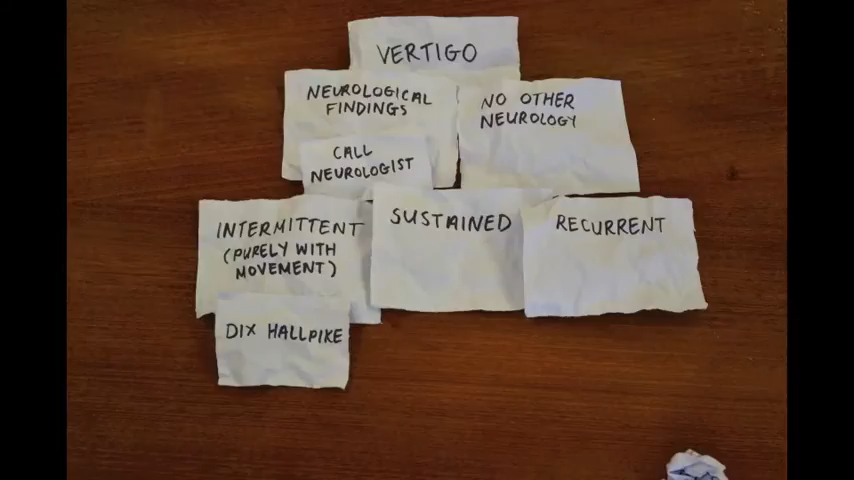 VERTIGO
NEUROLOGICAL
FINDINGS
CALL
NEUROLOGIST
NO OTHER
NEUROLOGY
INTERMITTENT
(PURELY WITH
MOVEMENT)
DIX HALLPIKE
SUSTAINED
RECURRENT